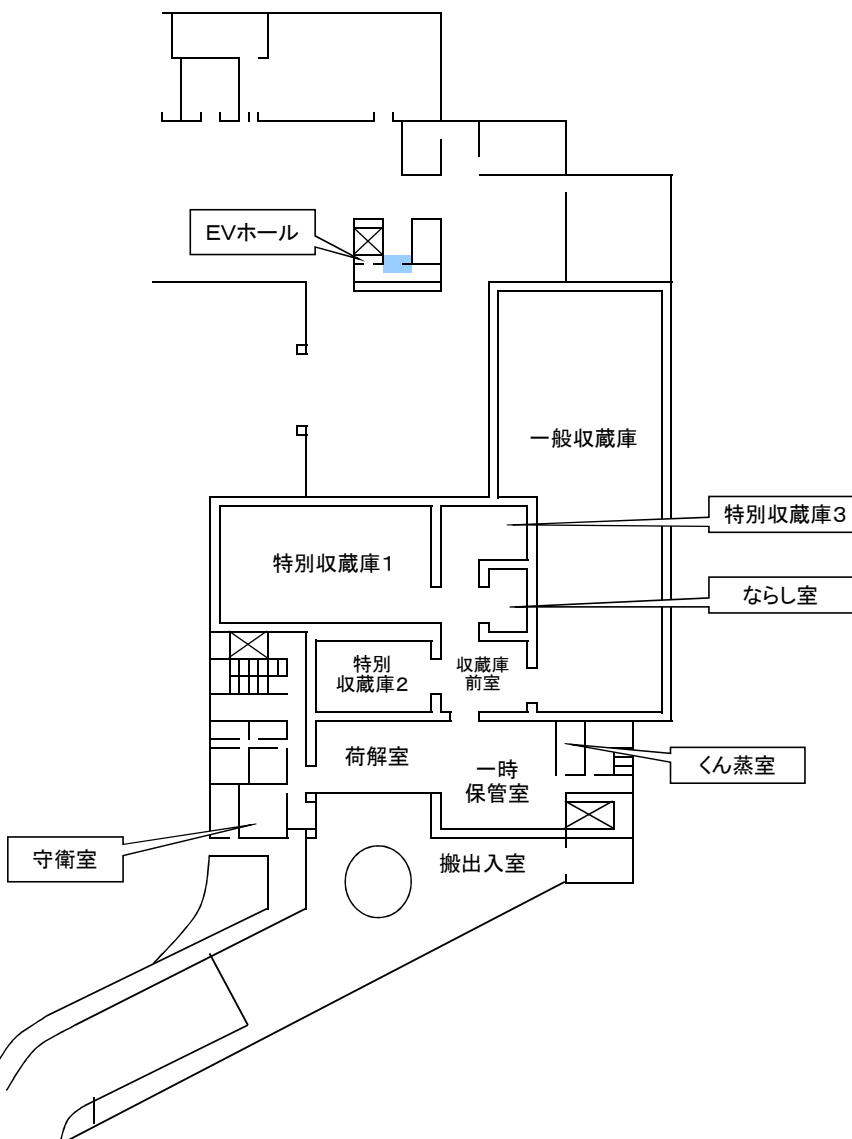 EVホール
一般収蔵庫
特別収蔵庫3
特別収蔵庫1
ならし室
特別
収蔵庫2
収蔵庫
前室
荷解室
一時
保管室
くん蒸室
守衛室
搬出入室